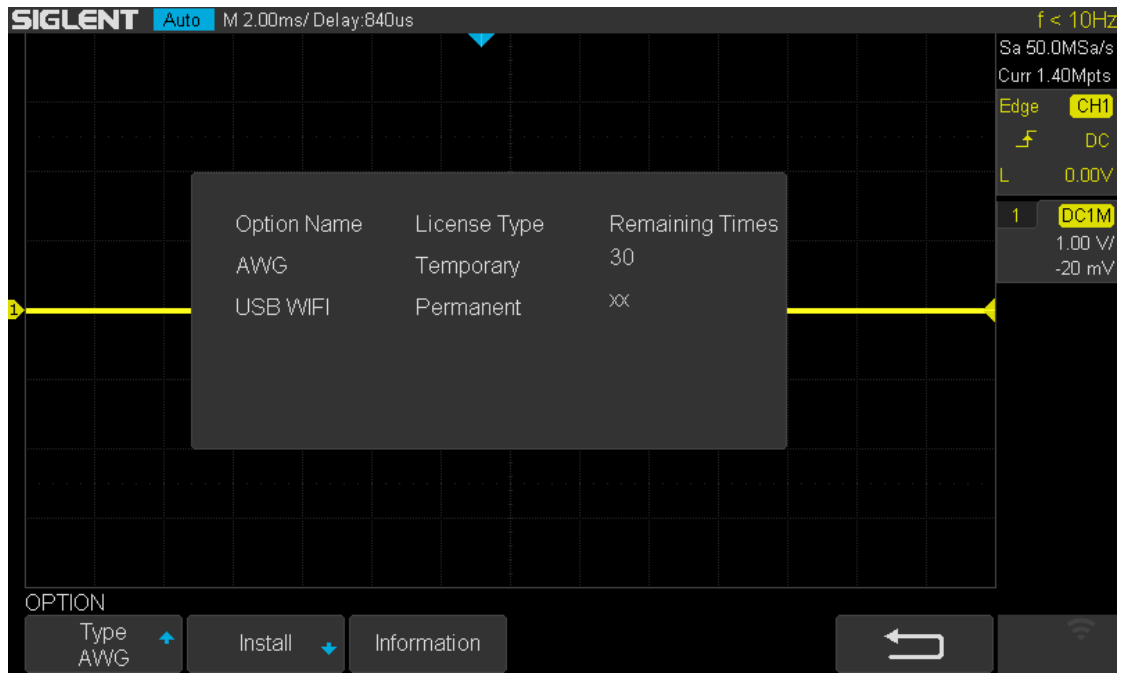 SIGLENT Auto M 2.00ms/ Delay:840us f < 10Hz
Sa 50.0MSa/s
Curr 1.40Mpts
Edge CH1
DC
L 0.00V
1 DC1M
1.00 V/
-20 mV
Option Name License Type Remaining Times
AWG Temporary 30
USB WIFI Permanent xx
1
OPTION
Type
AWG
Install
Information